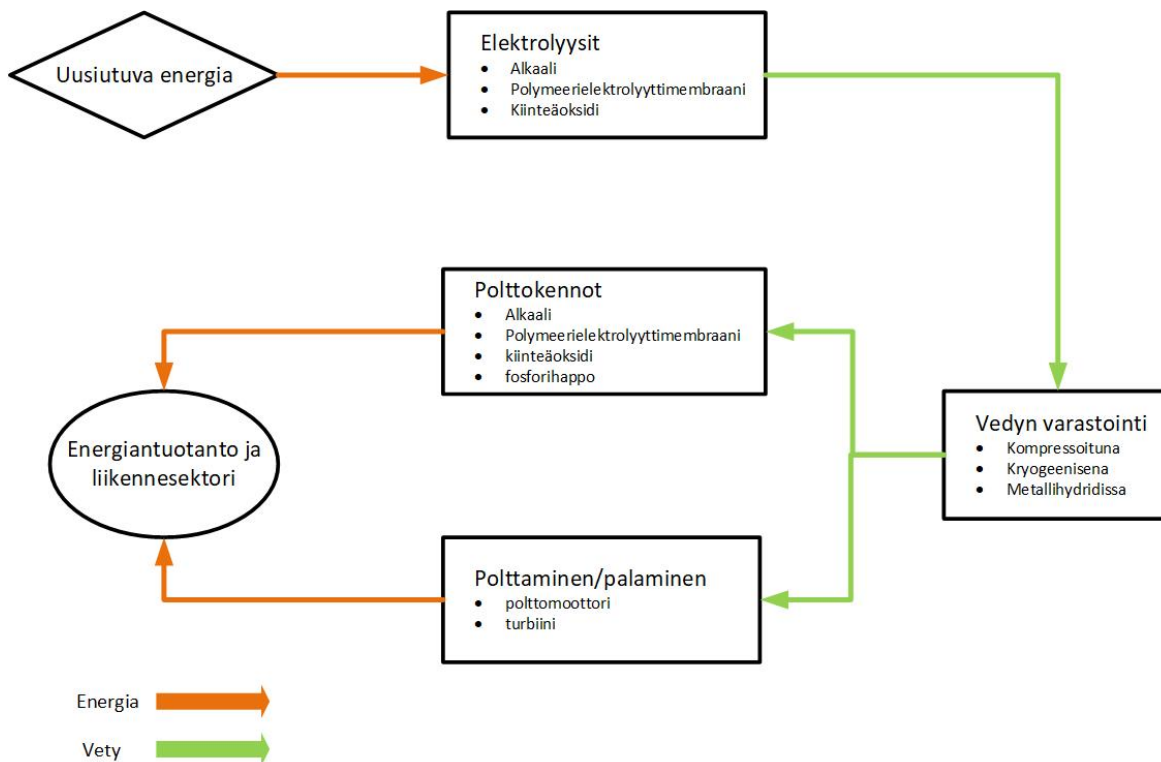 Uusiutuva energia
Elektrolyysit
• Alkaali
• Polymeerielektrolyyttimembraani
• Kiinteäoksidi
Polttokennot
• Alkaali
• Polymeerielektrolyyttimembraani
• kiinteäoksidi
• fosforihappo
Vedyn varastointi
• Kompressoituna
• Kryogeenisena
• Metallihydridissa
Energiantuotanto ja
liikennesektori
Polttaminen/palaminen
• polttomoottori
• turbiini
Energia
Vety